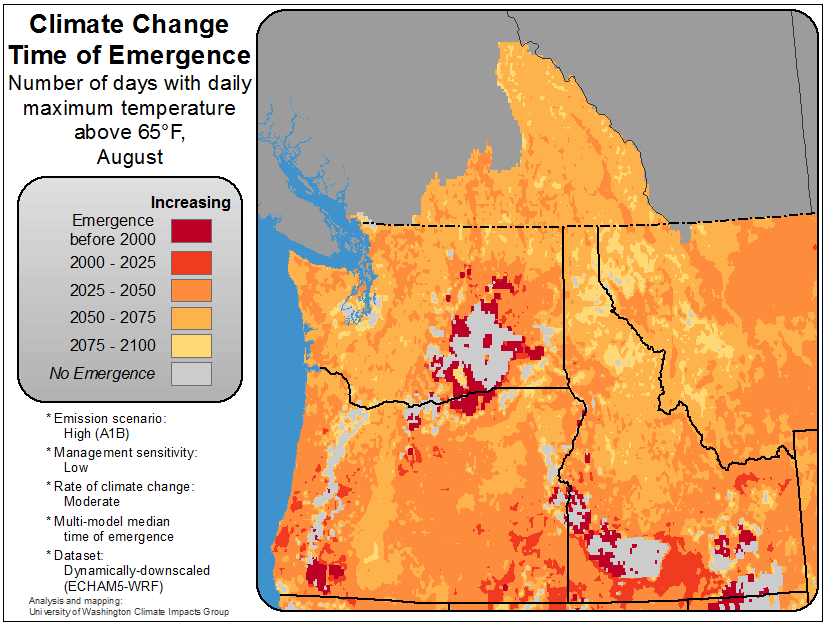 Climate Change
Time of Emergence
Number of days with daily
maximum temperature
above 65°F,
August
Increasing
Emergence
before 2000
2000 - 2025
2025 - 2050
2050 - 2075
2075 - 2100
No Emergence
* Emission scenario:
High (A1B)
* Management sensitivity:
Low
* Rate of climate change:
Moderate
* Multi-model median
time of emergence
* Dataset:
Dynamically-downscaled
(ECHAM5-WRF)
Analysis and mapping:
University of Washington Climate Impacts Group